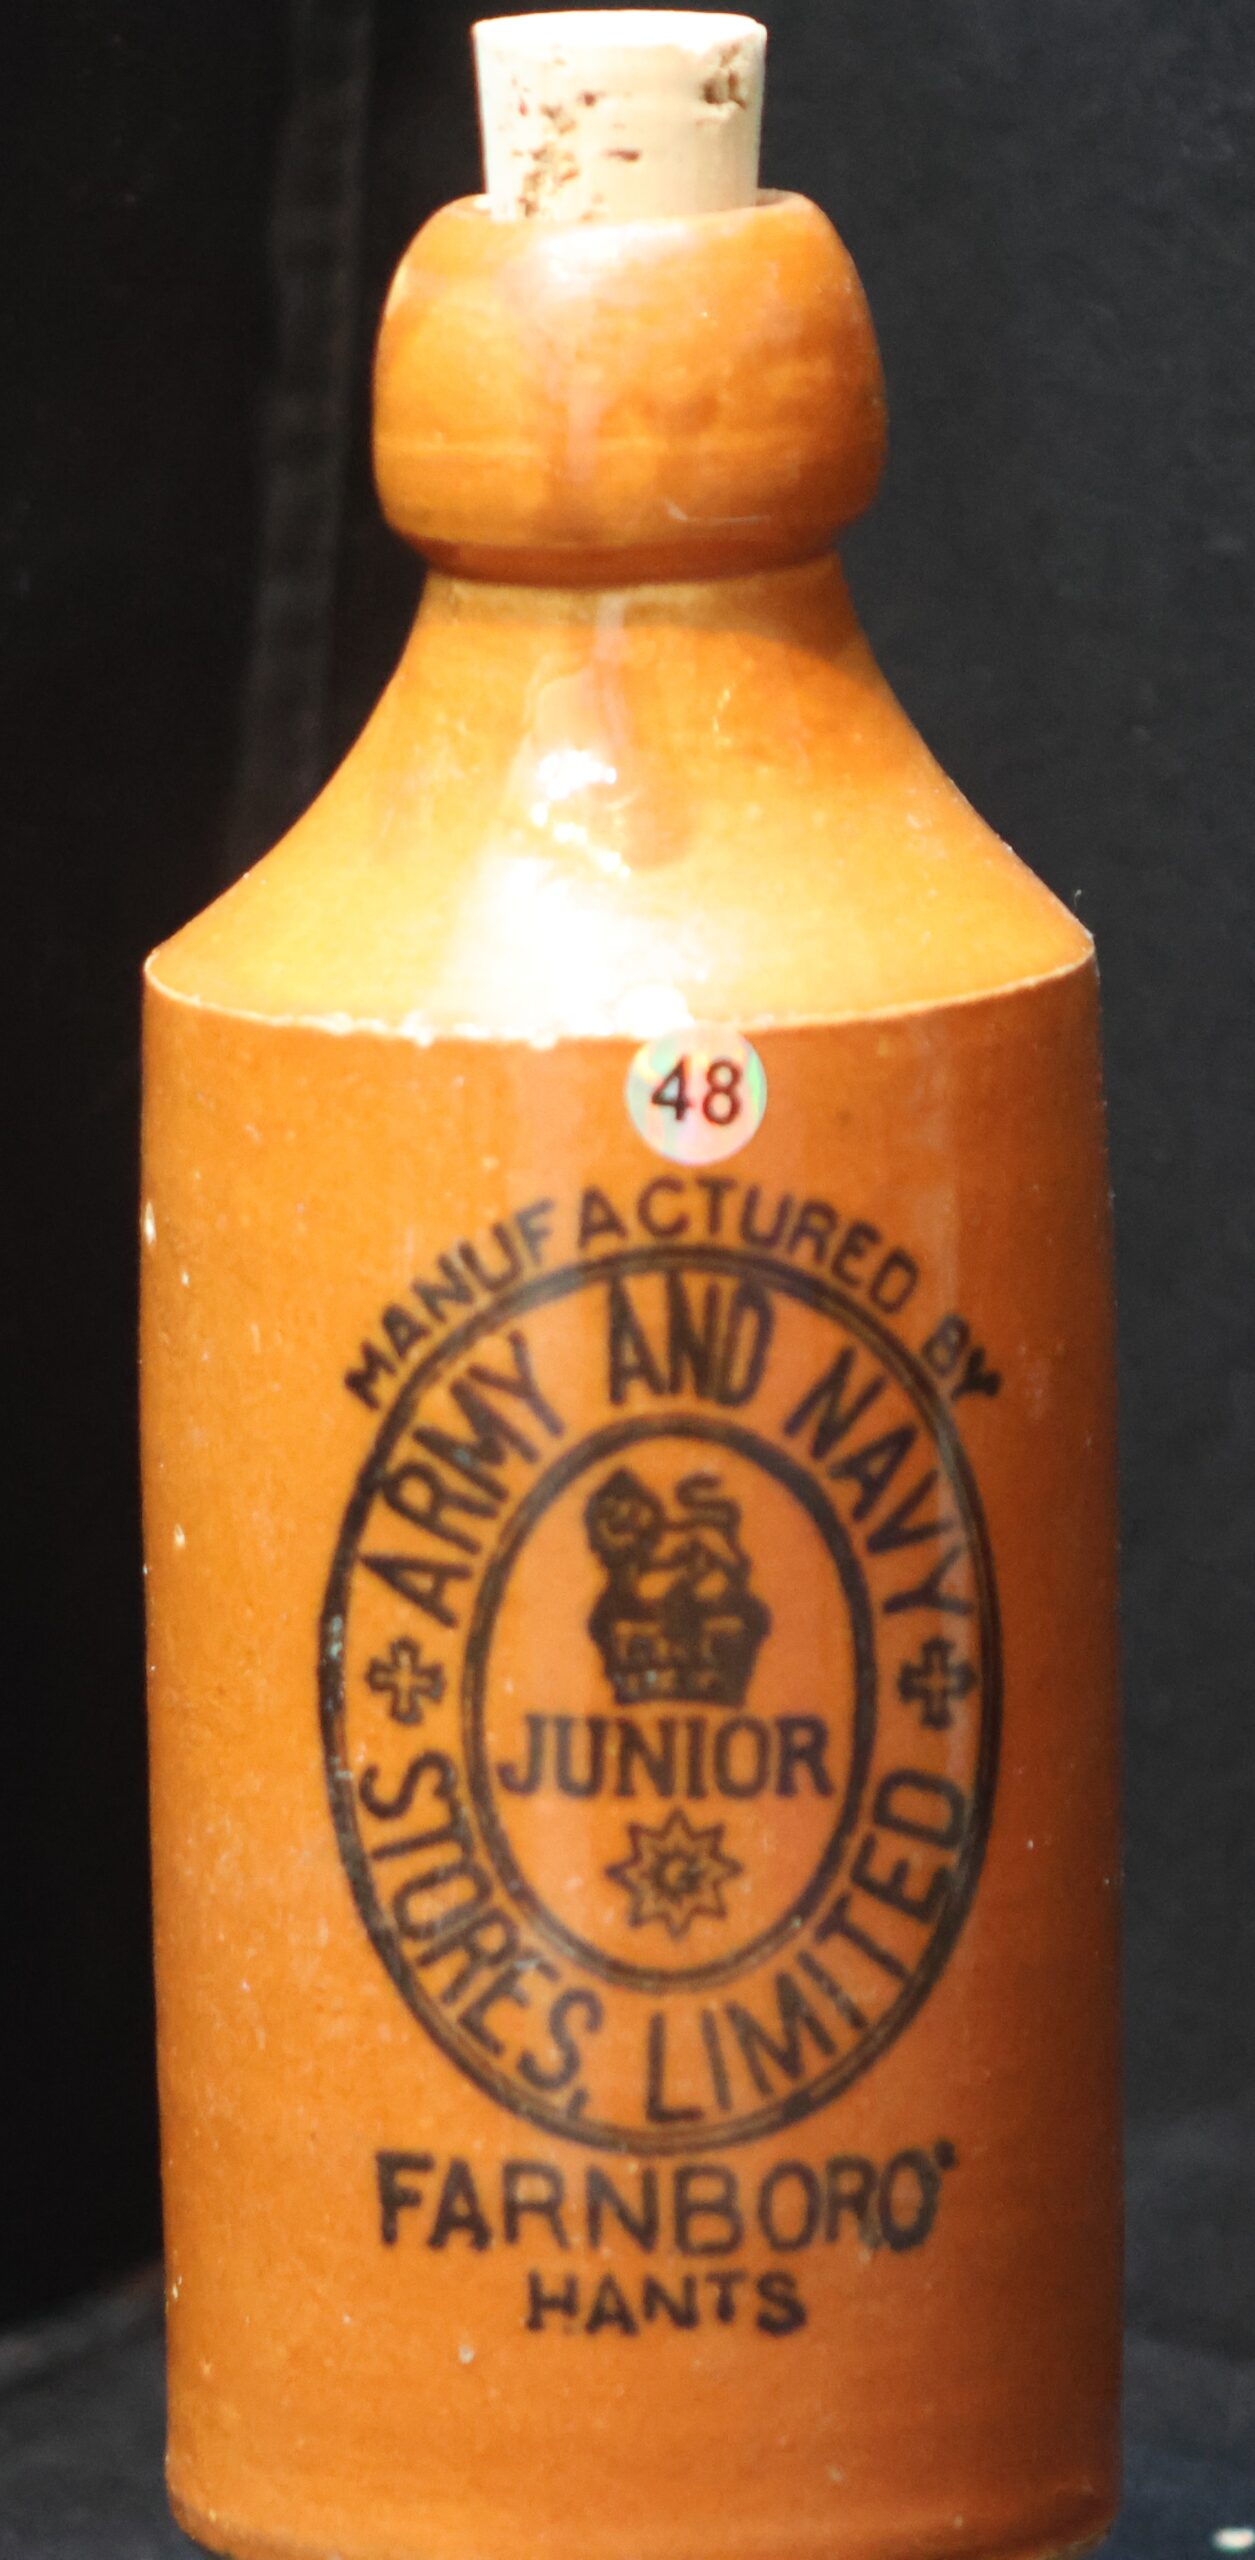 48
MANUFACTURED BY
ARMY AND NAVY
JUNIOR
G
STORES, LIMITED
FARNBORO'
HANTS